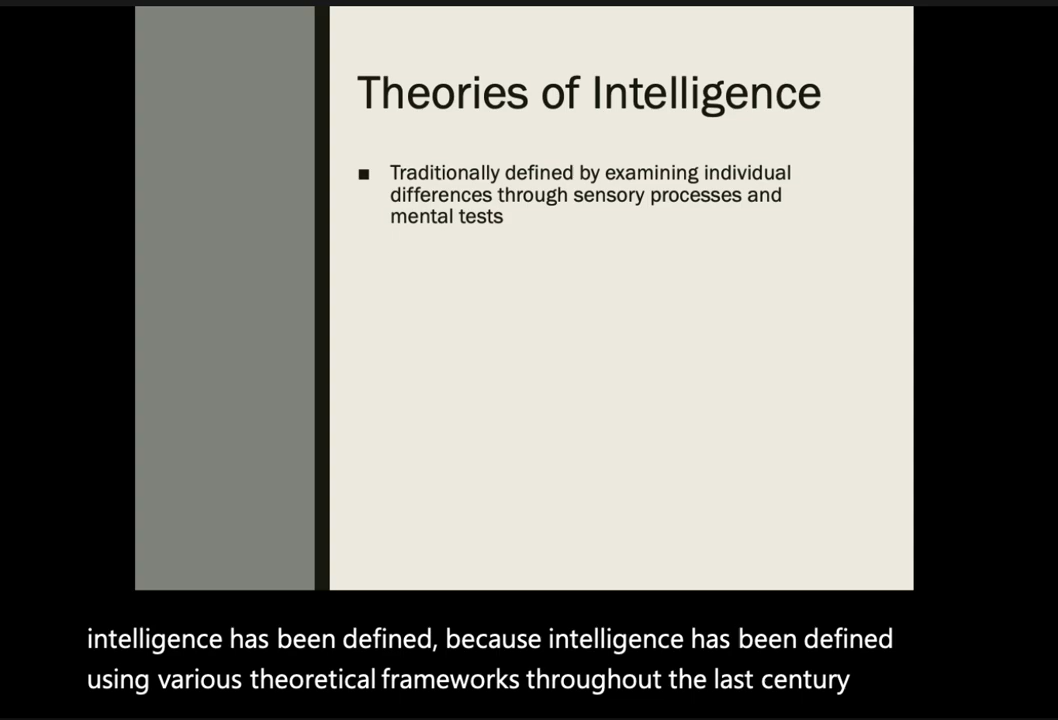 Theories of Intelligence
■ Traditionally defined by examining individual
differences through sensory processes and
mental tests
intelligence has been defined, because intelligence has been defined
using various theoretical frameworks throughout the last century